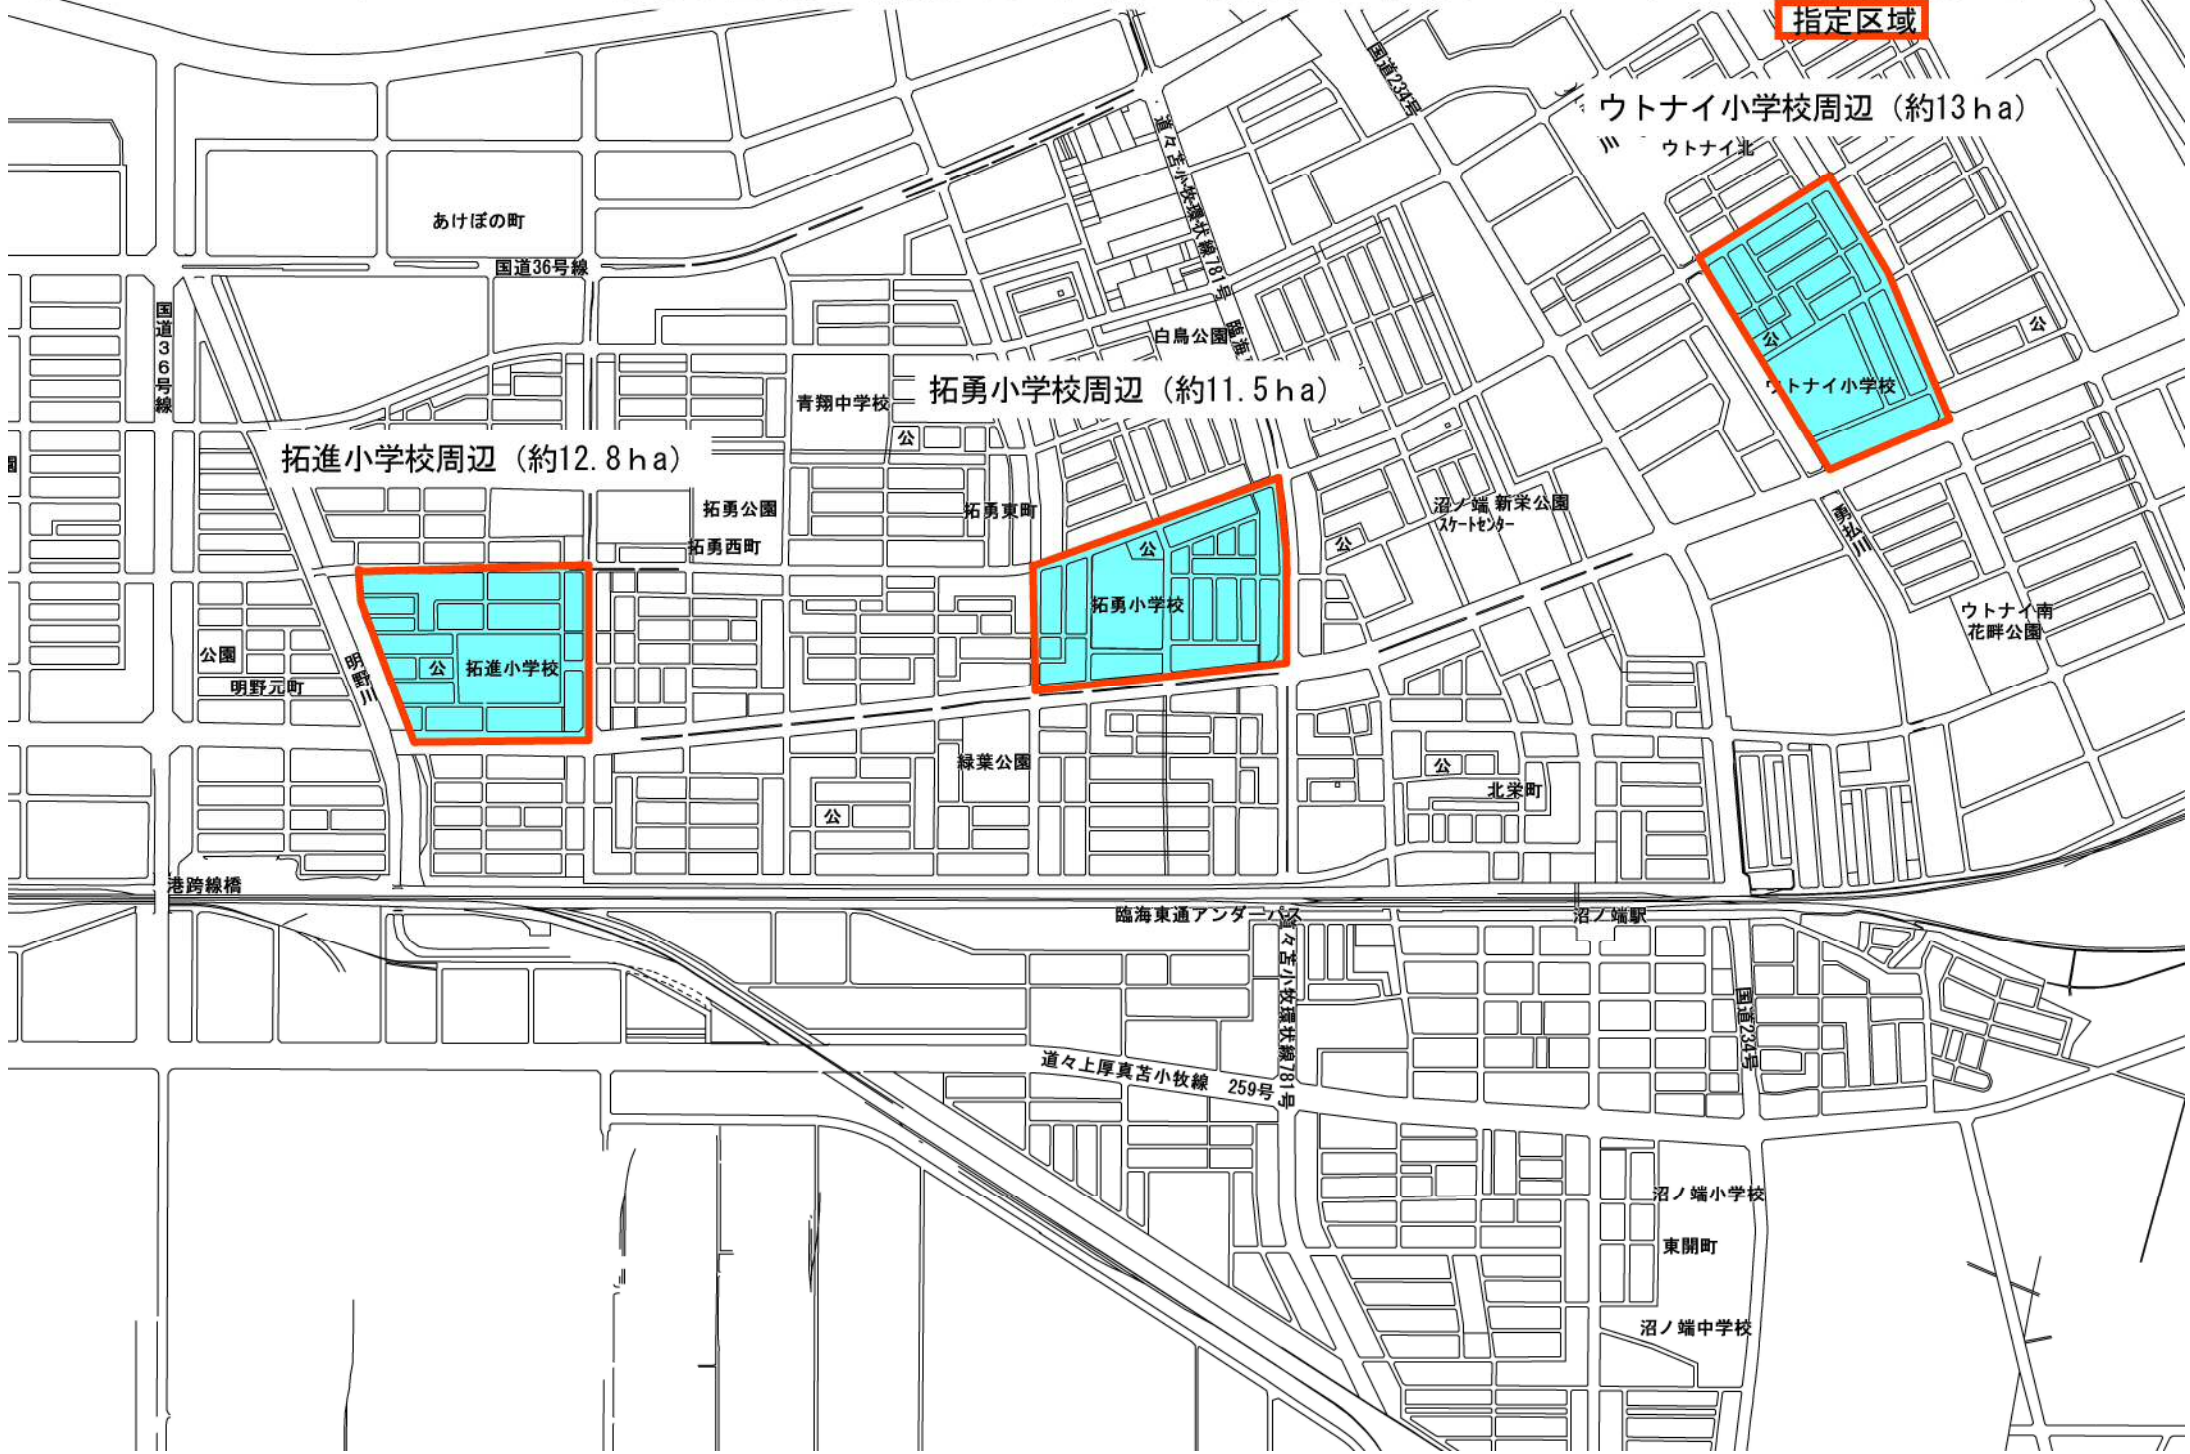 指定区域
国道234号
ウトナイ小学校周辺（約13ha）
川
ウトナイ北
道々苫小牧環状線781号
あけぼの町
国道36号線
国道36号線
白鳥公園
臨海
公
公
ウトナイ小学校
青翔中学校
拓勇小学校周辺（約11.5ha）
公
拓進小学校周辺（約12.8ha）
園
拓勇公園
拓勇東町
沼ノ端
スケートセンター
新栄公園
拓勇西町
公
公
勇払川
拓勇小学校
ウトナイ南
花畔公園
公園
明野元町
明野川
公
拓進小学校
緑葉公園
公
北栄町
公
港跨線橋
臨海東通アンダーパス
沼ノ端駅
道々苫小牧環状線781号
国道234号
道々上厚真苫小牧線 259号
沼ノ端小学校
東開町
沼ノ端中学校